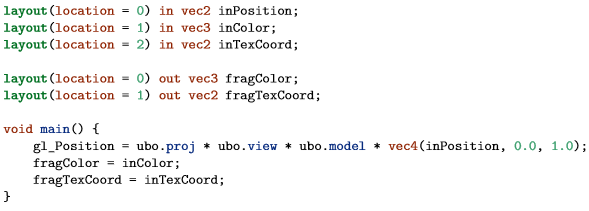 layout(location = 0) in vec2 inPosition;
layout(location = 1) in vec3 inColor;
layout(location = 2) in vec2 inTexCoord;

layout(location = 0) out vec3 fragColor;
layout(location = 1) out vec2 fragTexCoord;

void main() {
    gl_Position = ubo.proj * ubo.view * ubo.model * vec4(inPosition, 0.0, 1.0);
    fragColor = inColor;
    fragTexCoord = inTexCoord;
}